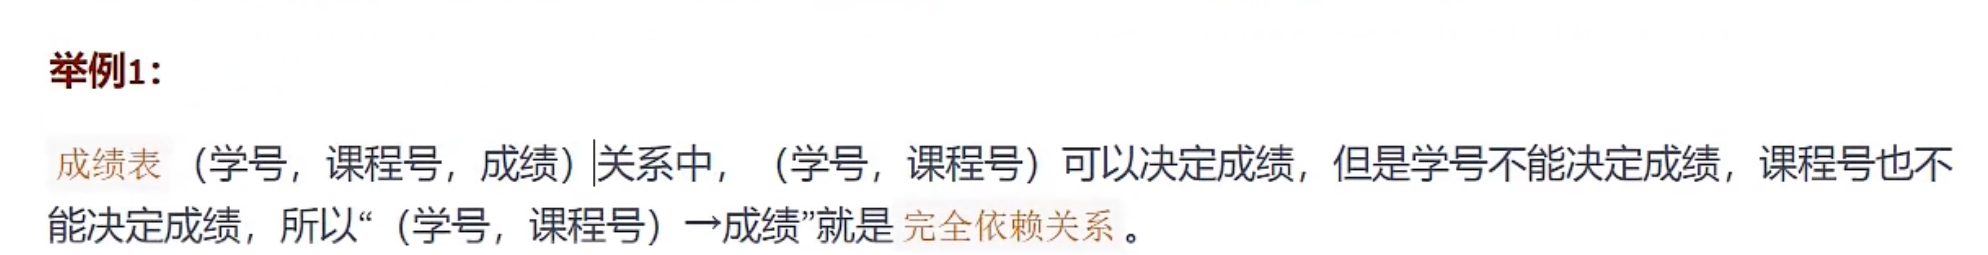 举例1：
成绩表 （学号，课程号，成绩）关系中，（学号，课程号）可以决定成绩，但是学号不能决定成绩，课程号也不
能决定成绩，所以“（学号，课程号）→成绩”就是 完全依赖关系 。